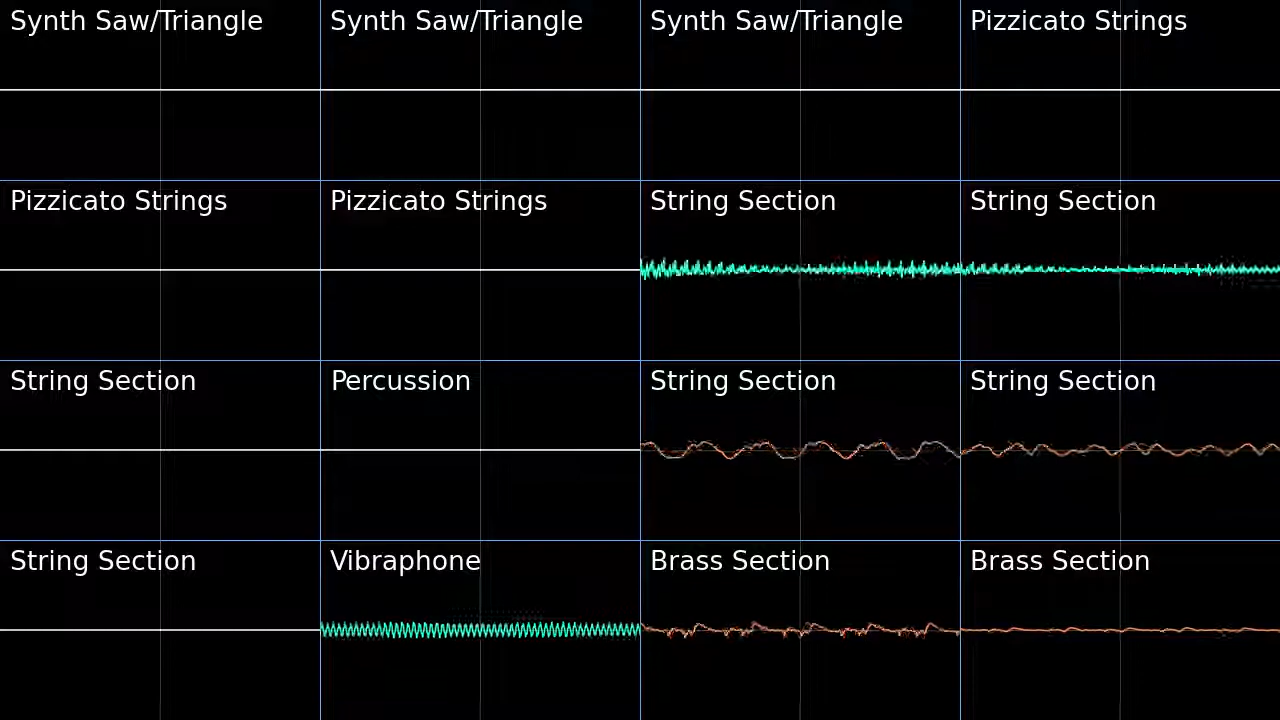 Synth Saw/Triangle
Synth Saw/Triangle
Synth Saw/Triangle
Pizzicato Strings
Pizzicato Strings
Pizzicato Strings
String Section
String Section
String Section
Percussion
String Section
String Section
String Section
Vibraphone
Brass Section
Brass Section